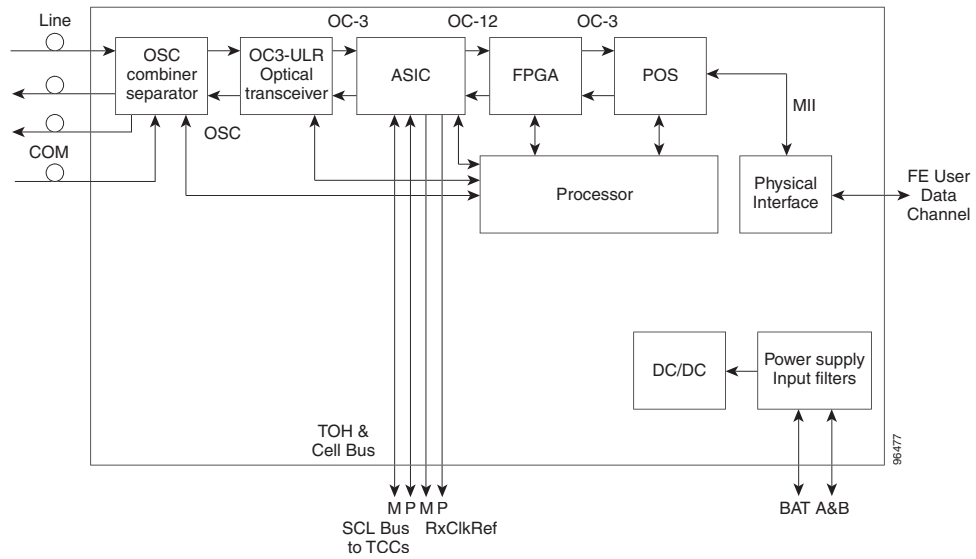 Line
OC-3
OC-12
OC-3
OSC
combiner
separator
OC3-ULR
Optical
transceiver
ASIC
FPGA
POS
MII
OSC
COM
Processor
Physical
Interface
FE User
Data
Channel
DC/DC
Power supply
Input filters
TOH &
Cell Bus
96477
M P M P
BAT A&B
SCL Bus
to TCCs
RxClkRef